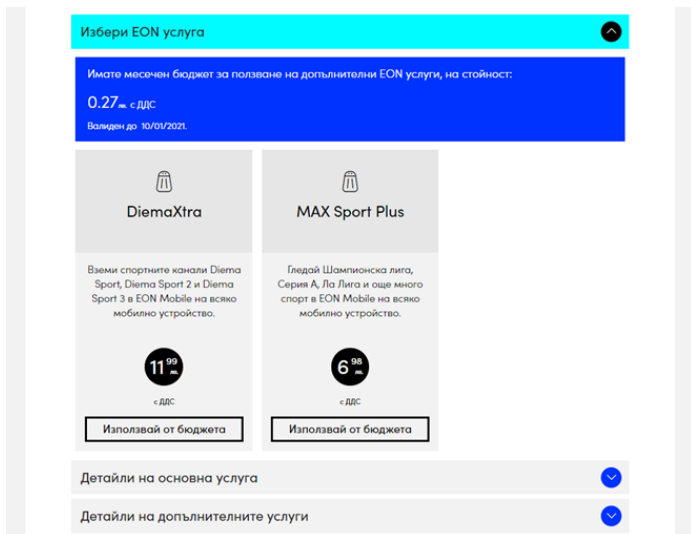 Избери EON услуга
Имате месечен бюджет за ползване на допълнителни EON услуги, на стойност:
0.27лв. с ДДС
Валиден до 10/01/2021.
DiemaXtra
Вземи спортните канали Diema
Sport, Diema Sport 2 и Diema
Sport 3 в EON Mobile на всяко
мобилно устройство.
11 99 лв.
с ДДС
Използвай от бюджета
MAX Sport Plus
Гледай Шампионска лига,
Серия А, Ла Лига и още много
спорт в EON Mobile на всяко
мобилно устройство.
6 98 лв.
с ДДС
Използвай от бюджета
Детайли на основна услуга
Детайли на допълнителните услуги